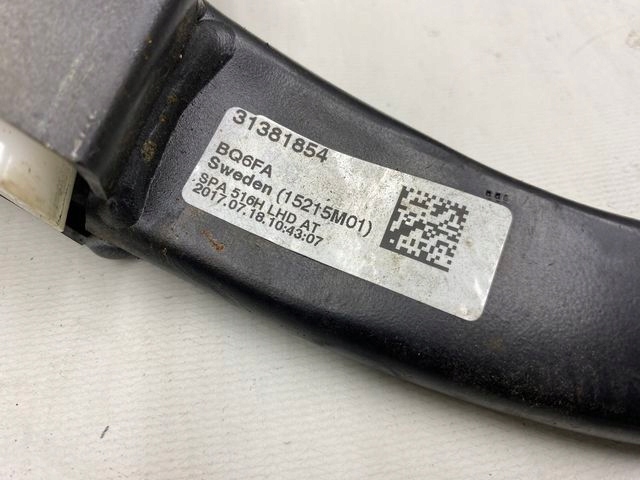 31381854
BQ6FA
Sweden (15215M01)
SPA 516H LHD AT
2017.07.18.10:43:07